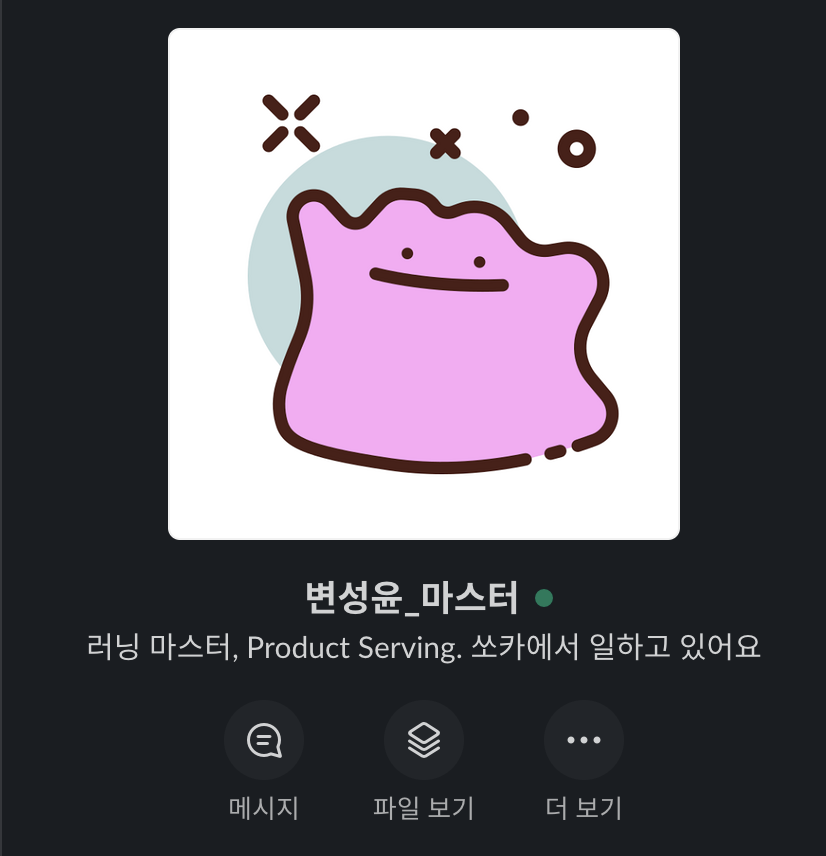 변성윤_마스터
러닝 마스터, Product Serving. 쏘카에서 일하고 있어요
메시지
파일 보기
더 보기